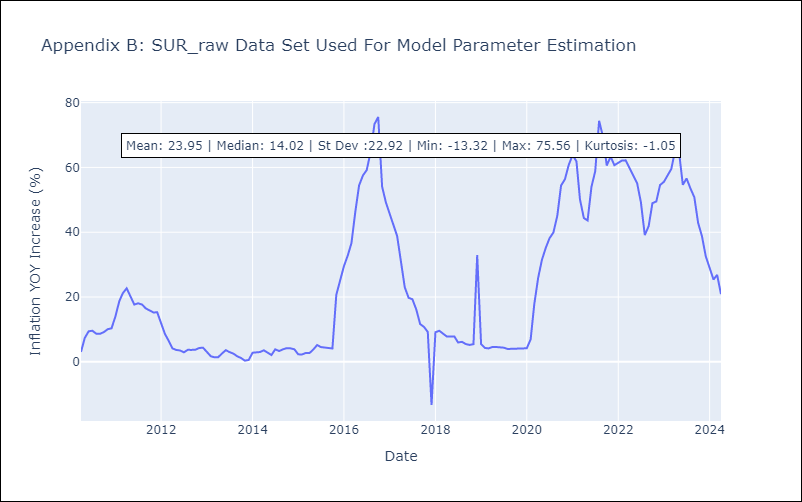 Appendix B: SUR_raw Data Set Used For Model Parameter Estimation
80
Mean: 23.95 | Median: 14.02 | St Dev :22.92 | Min: -13.32 | Max: 75.56 | Kurtosis: -1.05
60
40
20
0
Inflation YOY Increase (%)
2012 2014 2016 2018 2020 2022 2024
Date